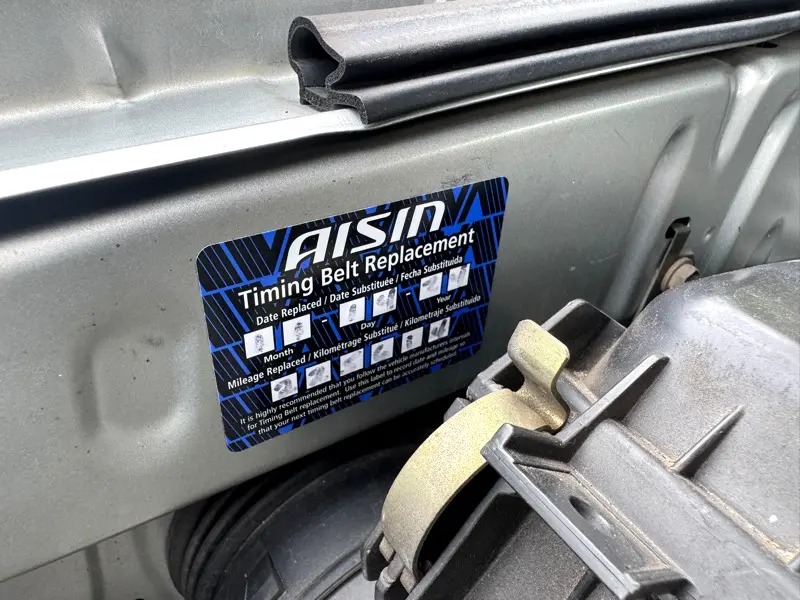 AISIN
Timing Belt Replacement
Date Replaced / Date Substituée / Fecha Substituida
- -
Month Day Year
Mileage Replaced / Kilométrage Substitué / Kilometraje Substituido
It is highly recommended that you follow the vehicle manufactures intervals
for Timing Belt replacement. Use this label to record date and mileage so
that your next timing belt replacement can be accurately scheduled.